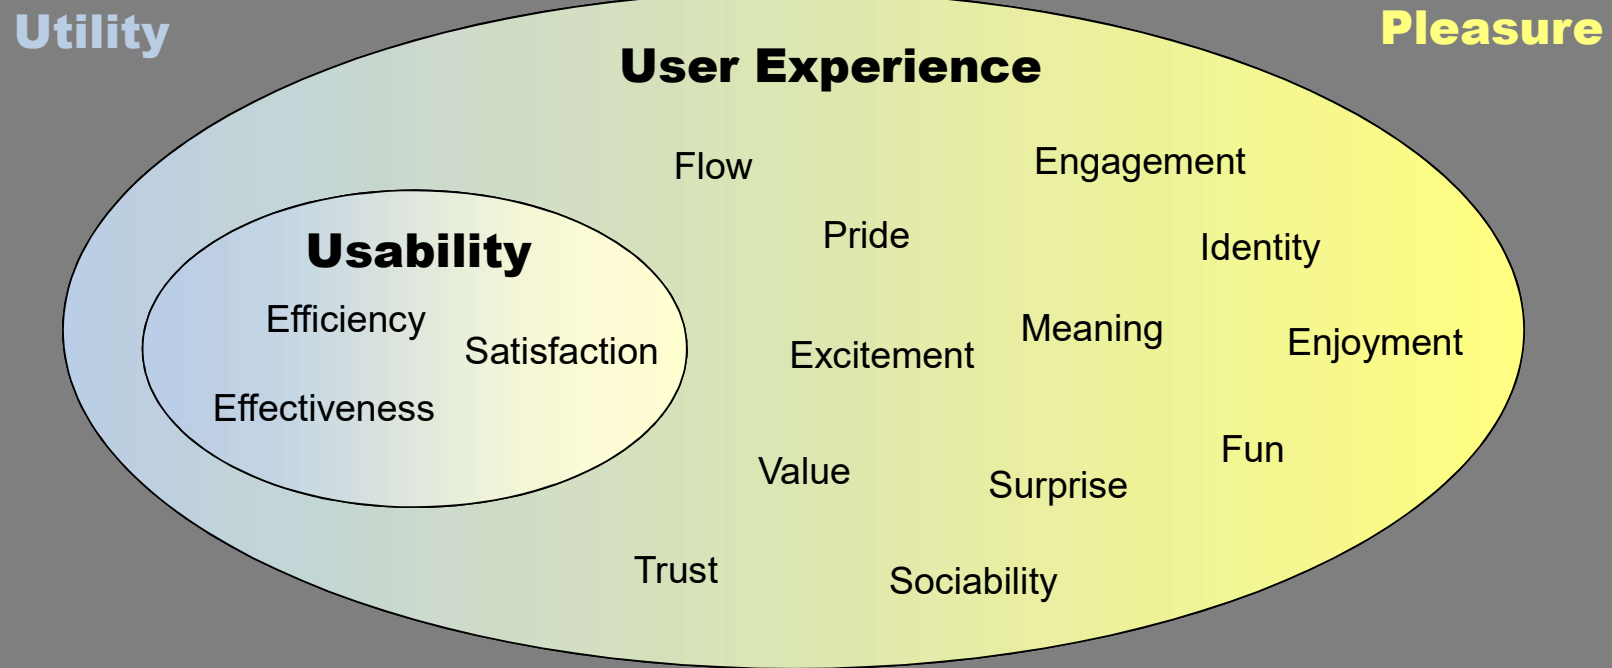 Utility
Pleasure
User Experience
Flow
Engagement
Pride
Identity
Usability
Efficiency
Satisfaction
Effectiveness
Meaning
Excitement
Enjoyment
Fun
Value
Surprise
Trust
Sociability